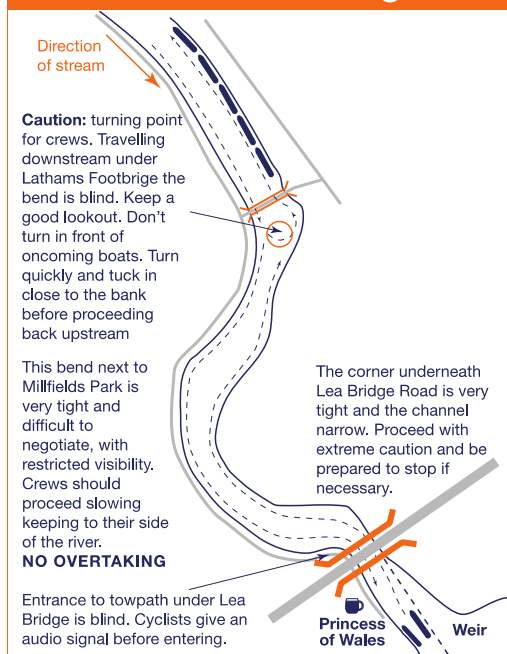 Direction
of stream
Caution: turning point
for crews. Travelling
downstream under
Lathams Footbrige the
bend is blind. Keep a
good lookout. Don’t
turn in front of
oncoming boats. Turn
quickly and tuck in
close to the bank
before proceeding
back upstream
This bend next to
Millfields Park is
very tight and
difficult to
negotiate, with
restricted visibility.
Crews should
proceed slowing
keeping to their side
of the river.
NO OVERTAKING
The corner underneath
Lea Bridge Road is very
tight and the channel
narrow. Proceed with
extreme caution and be
prepared to stop if
necessary.
Entrance to towpath under Lea
Bridge is blind. Cyclists give an
audio signal before entering.
Princess
of Wales
Weir